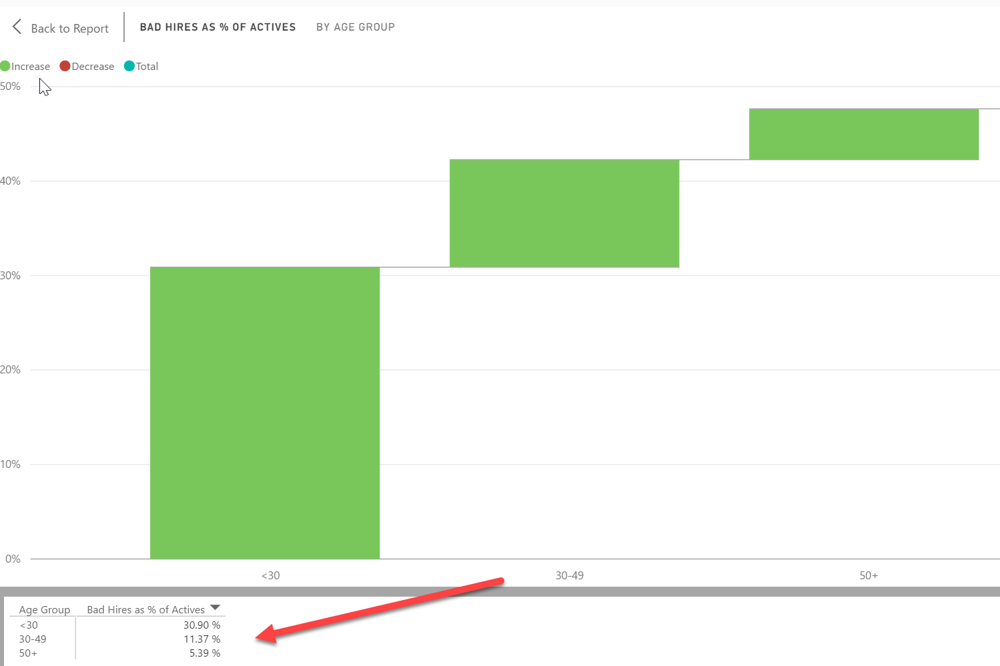 Back to Report BAD HIRES AS % OF ACTIVES BY AGE GROUP
Increase Decrease Total
50%
40%
30%
20%
10%
0%
<30 30-49 50+
Age Group Bad Hires as % of Actives
<30 30.90 %
30-49 11.37 %
50+ 5.39 %